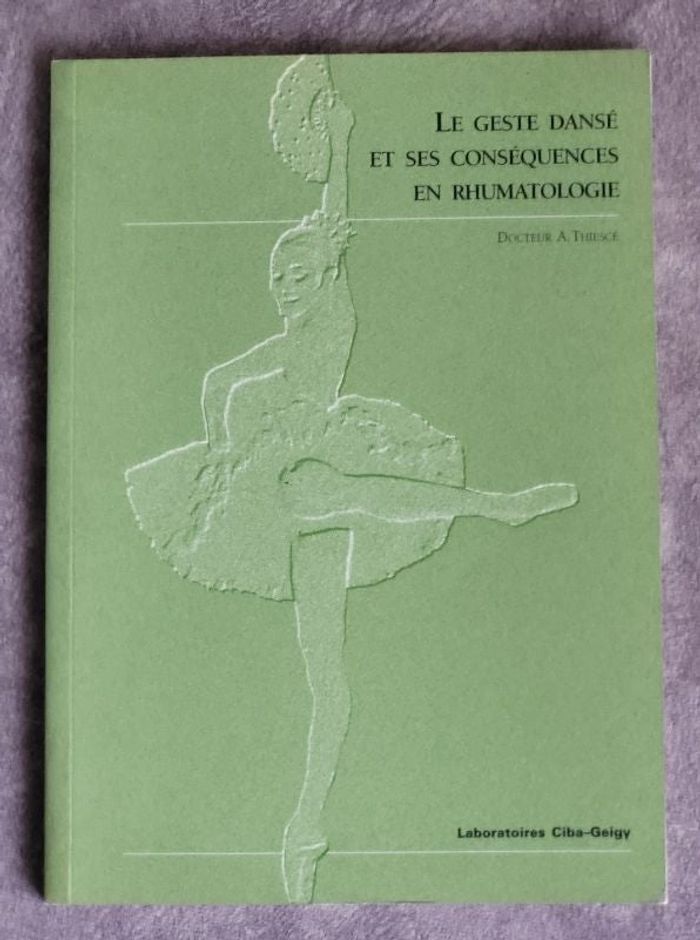 LE GESTE DANSÉ
ET SES CONSÉQUENCES
EN RHUMATOLOGIE
DOCTEUR A. THIESCÉ
Laboratoires Ciba–Geigy